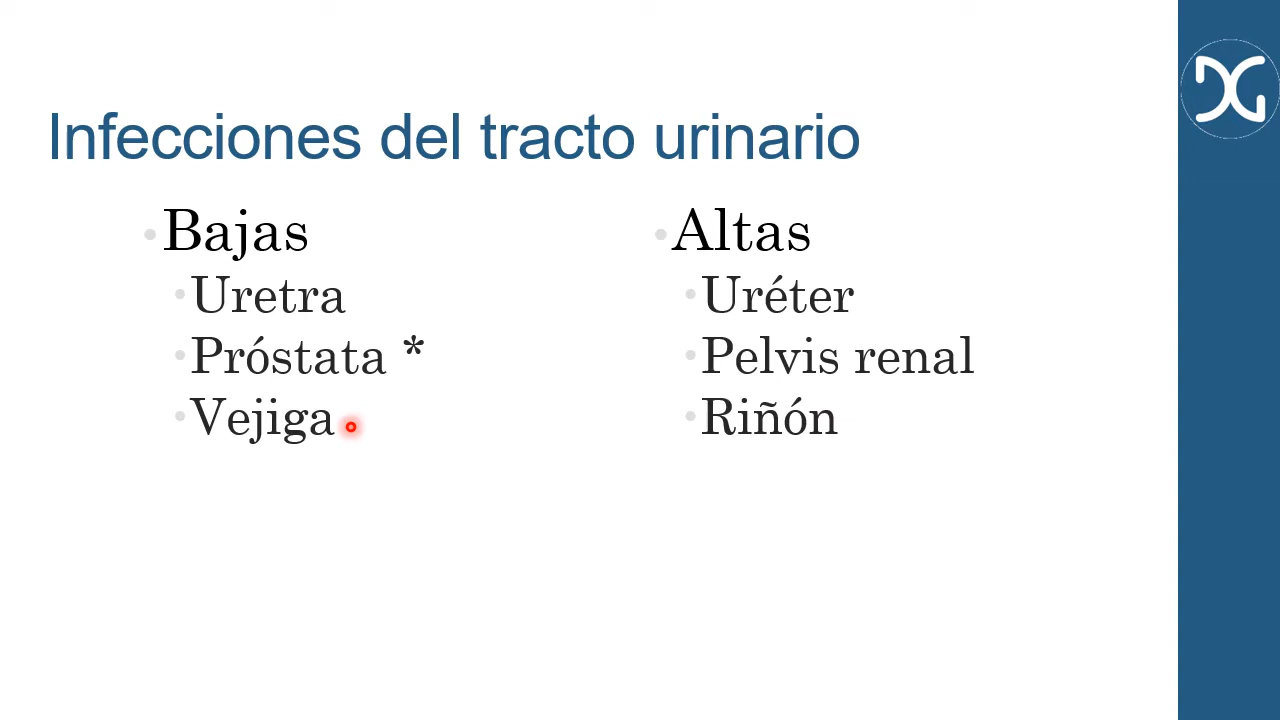 Infecciones del tracto urinario
• Bajas
• Uretra
• Próstata *
• Vejiga
• Altas
• Uréter
• Pelvis renal
• Riñón